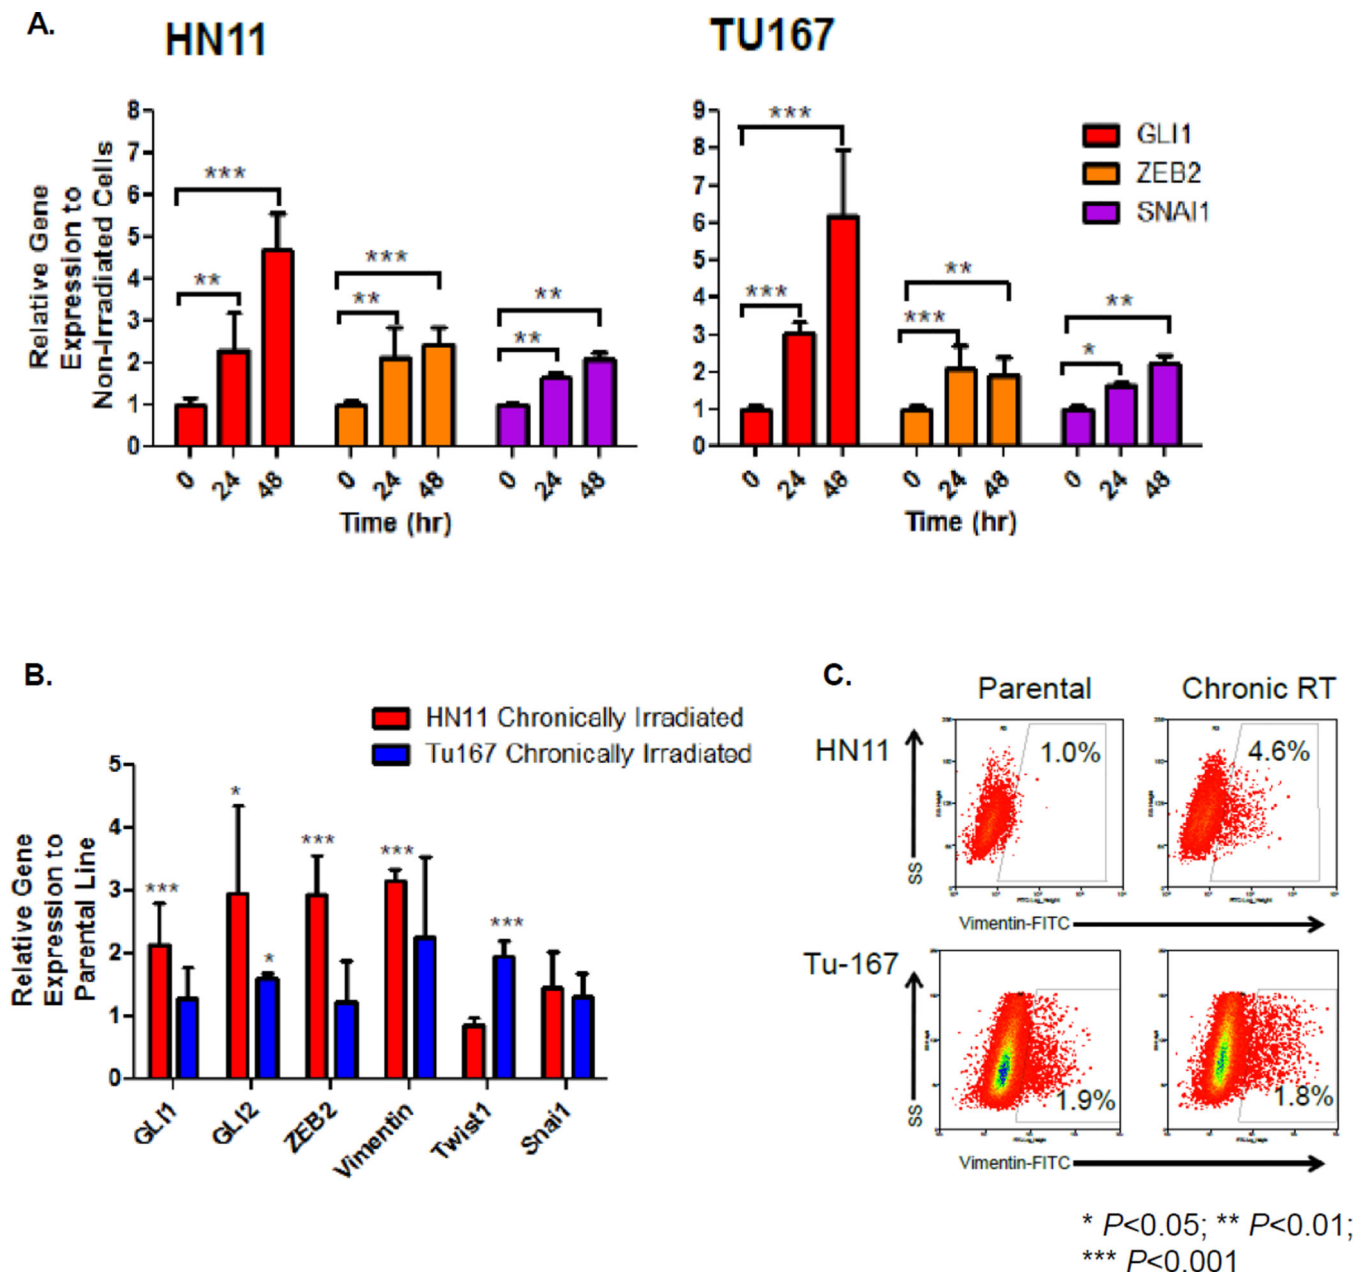 A.
HN11
TU167
Relative Gene
Expression to
Non-Irradiated Cells
8
7
6
5
4
3
2
1
0
***
**
***
**
**
**
0 24 48 0 24 48 0 24 48
Time (hr)
9
8
7
6
5
4
3
2
1
0
***
***
**
***
**
*
0 24 48 0 24 48 0 24 48
Time (hr)
GLI1
ZEB2
SNAI1
B.
HN11 Chronically Irradiated
Tu167 Chronically Irradiated
Relative Gene
Expression to
Parental Line
5
4
3
2
1
0
*** * * *** *** ***
GLI1 GLI2 ZEB2 Vimentin Twist1 Snai1
C.
Parental Chronic RT
HN11
SS
1.0% 4.6%
Vimentin-FITC
Tu-167
SS
1.9% 1.8%
Vimentin-FITC
* P<0.05; ** P<0.01;
*** P<0.001